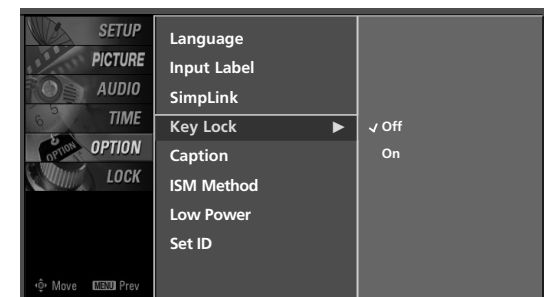 SETUP
PICTURE
AUDIO
TIME
OPTION
LOCK
Move MENU Prev
Language
Input Label
SimpLink
Key Lock ►
Caption
ISM Method
Low Power
Set ID
✓ Off
On